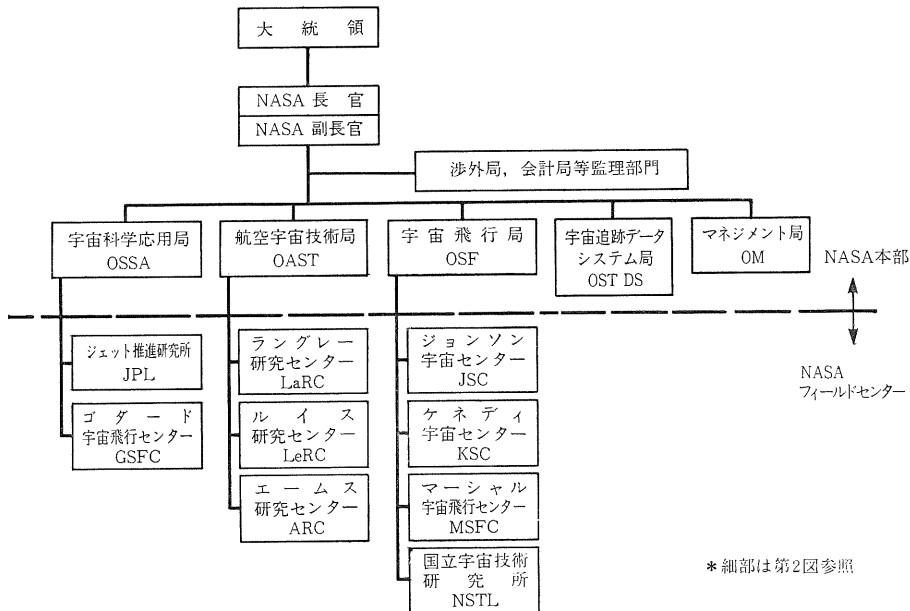 大統領
NASA 長官
NASA 副長官
渉外局，会計局等監理部門
宇宙科学応用局
OSSA
航空宇宙技術局
OAST
宇宙飛行局
OSF
宇宙追跡データ
システム局
OST DS
マネジメント局
OM
NASA本部
NASA
フィールドセンター
ジェット推進研究所
JPL
ゴダード
宇宙飛行センター
GSFC
ラングレー
研究センター
LaRC
ルイス
研究センター
LeRC
エームス
研究センター
ARC
ジョンソン
宇宙センター
JSC
ケネディ
宇宙センター
KSC
マーシャル
宇宙飛行センター
MSFC
国立宇宙技術
研究所
NSTL
＊細部は第2図参照